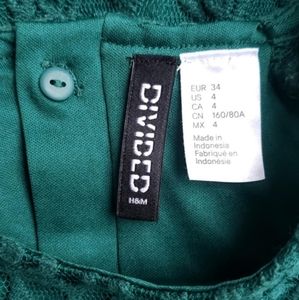 DIVIDED
H&M
EUR 34
US 4
CA 4
CN 160/80A
MX 4
Made in
Indonesia
Fabriqué en
Indonésie